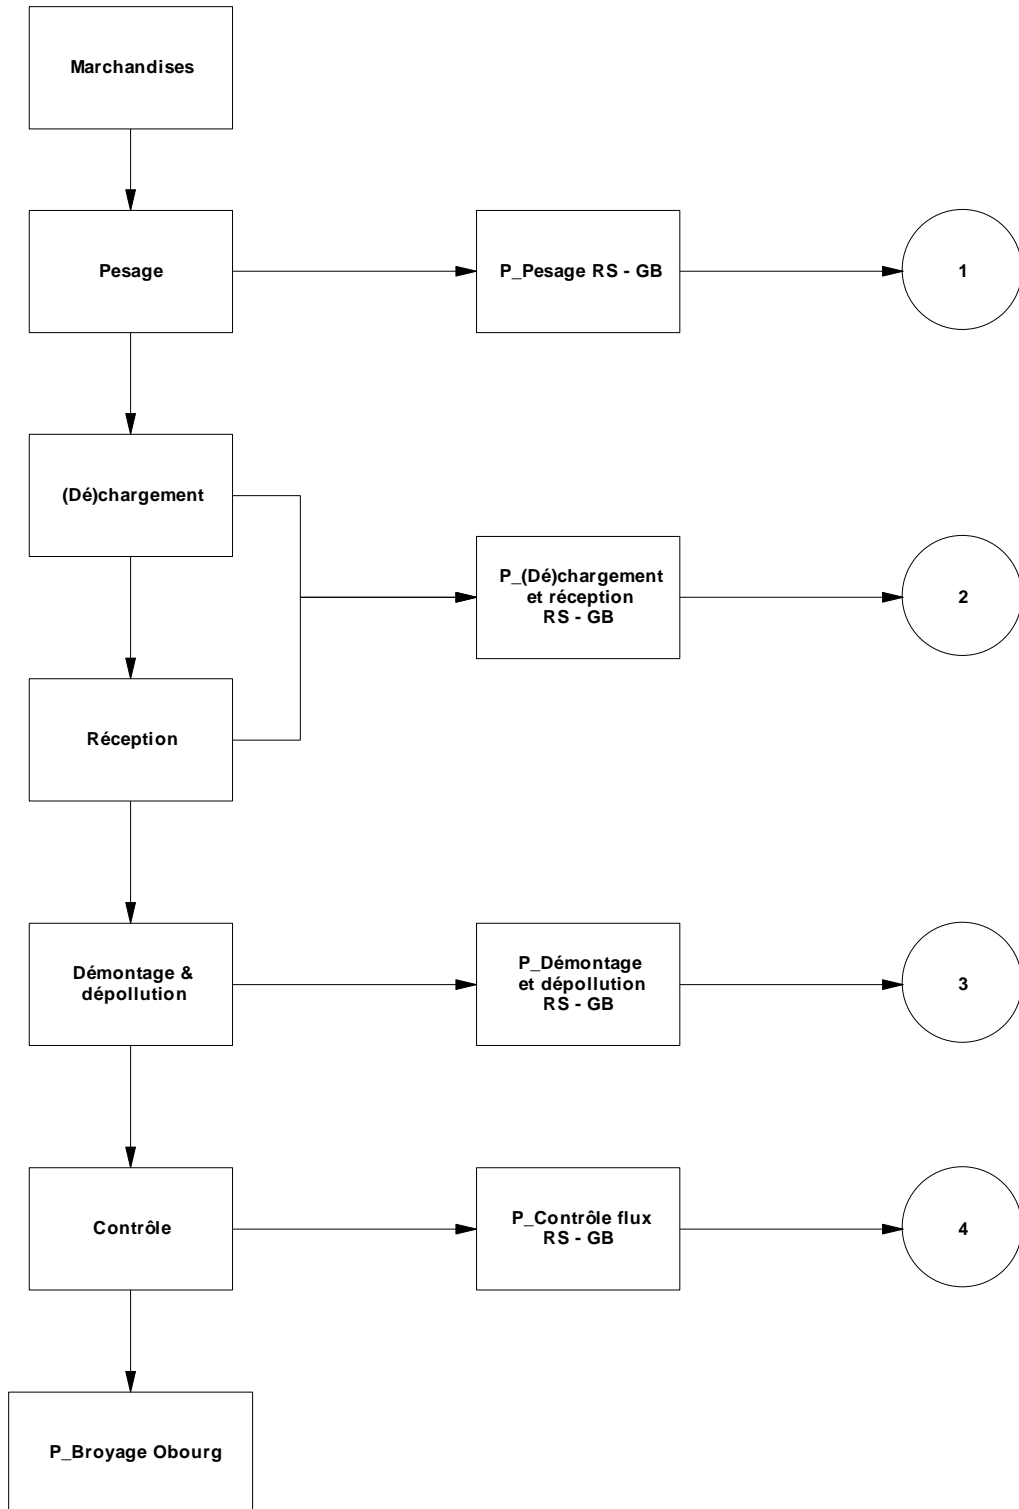 Marchandises
Pesage
P_Pesage RS - GB
1
(Dé)chargement
P_(Dé)chargement
et réception
RS - GB
2
Réception
Démontage &
dépollution
P_Démontage
et dépollution
RS - GB
3
Contrôle
P_Contrôle flux
RS - GB
4
P_Broyage Obourg